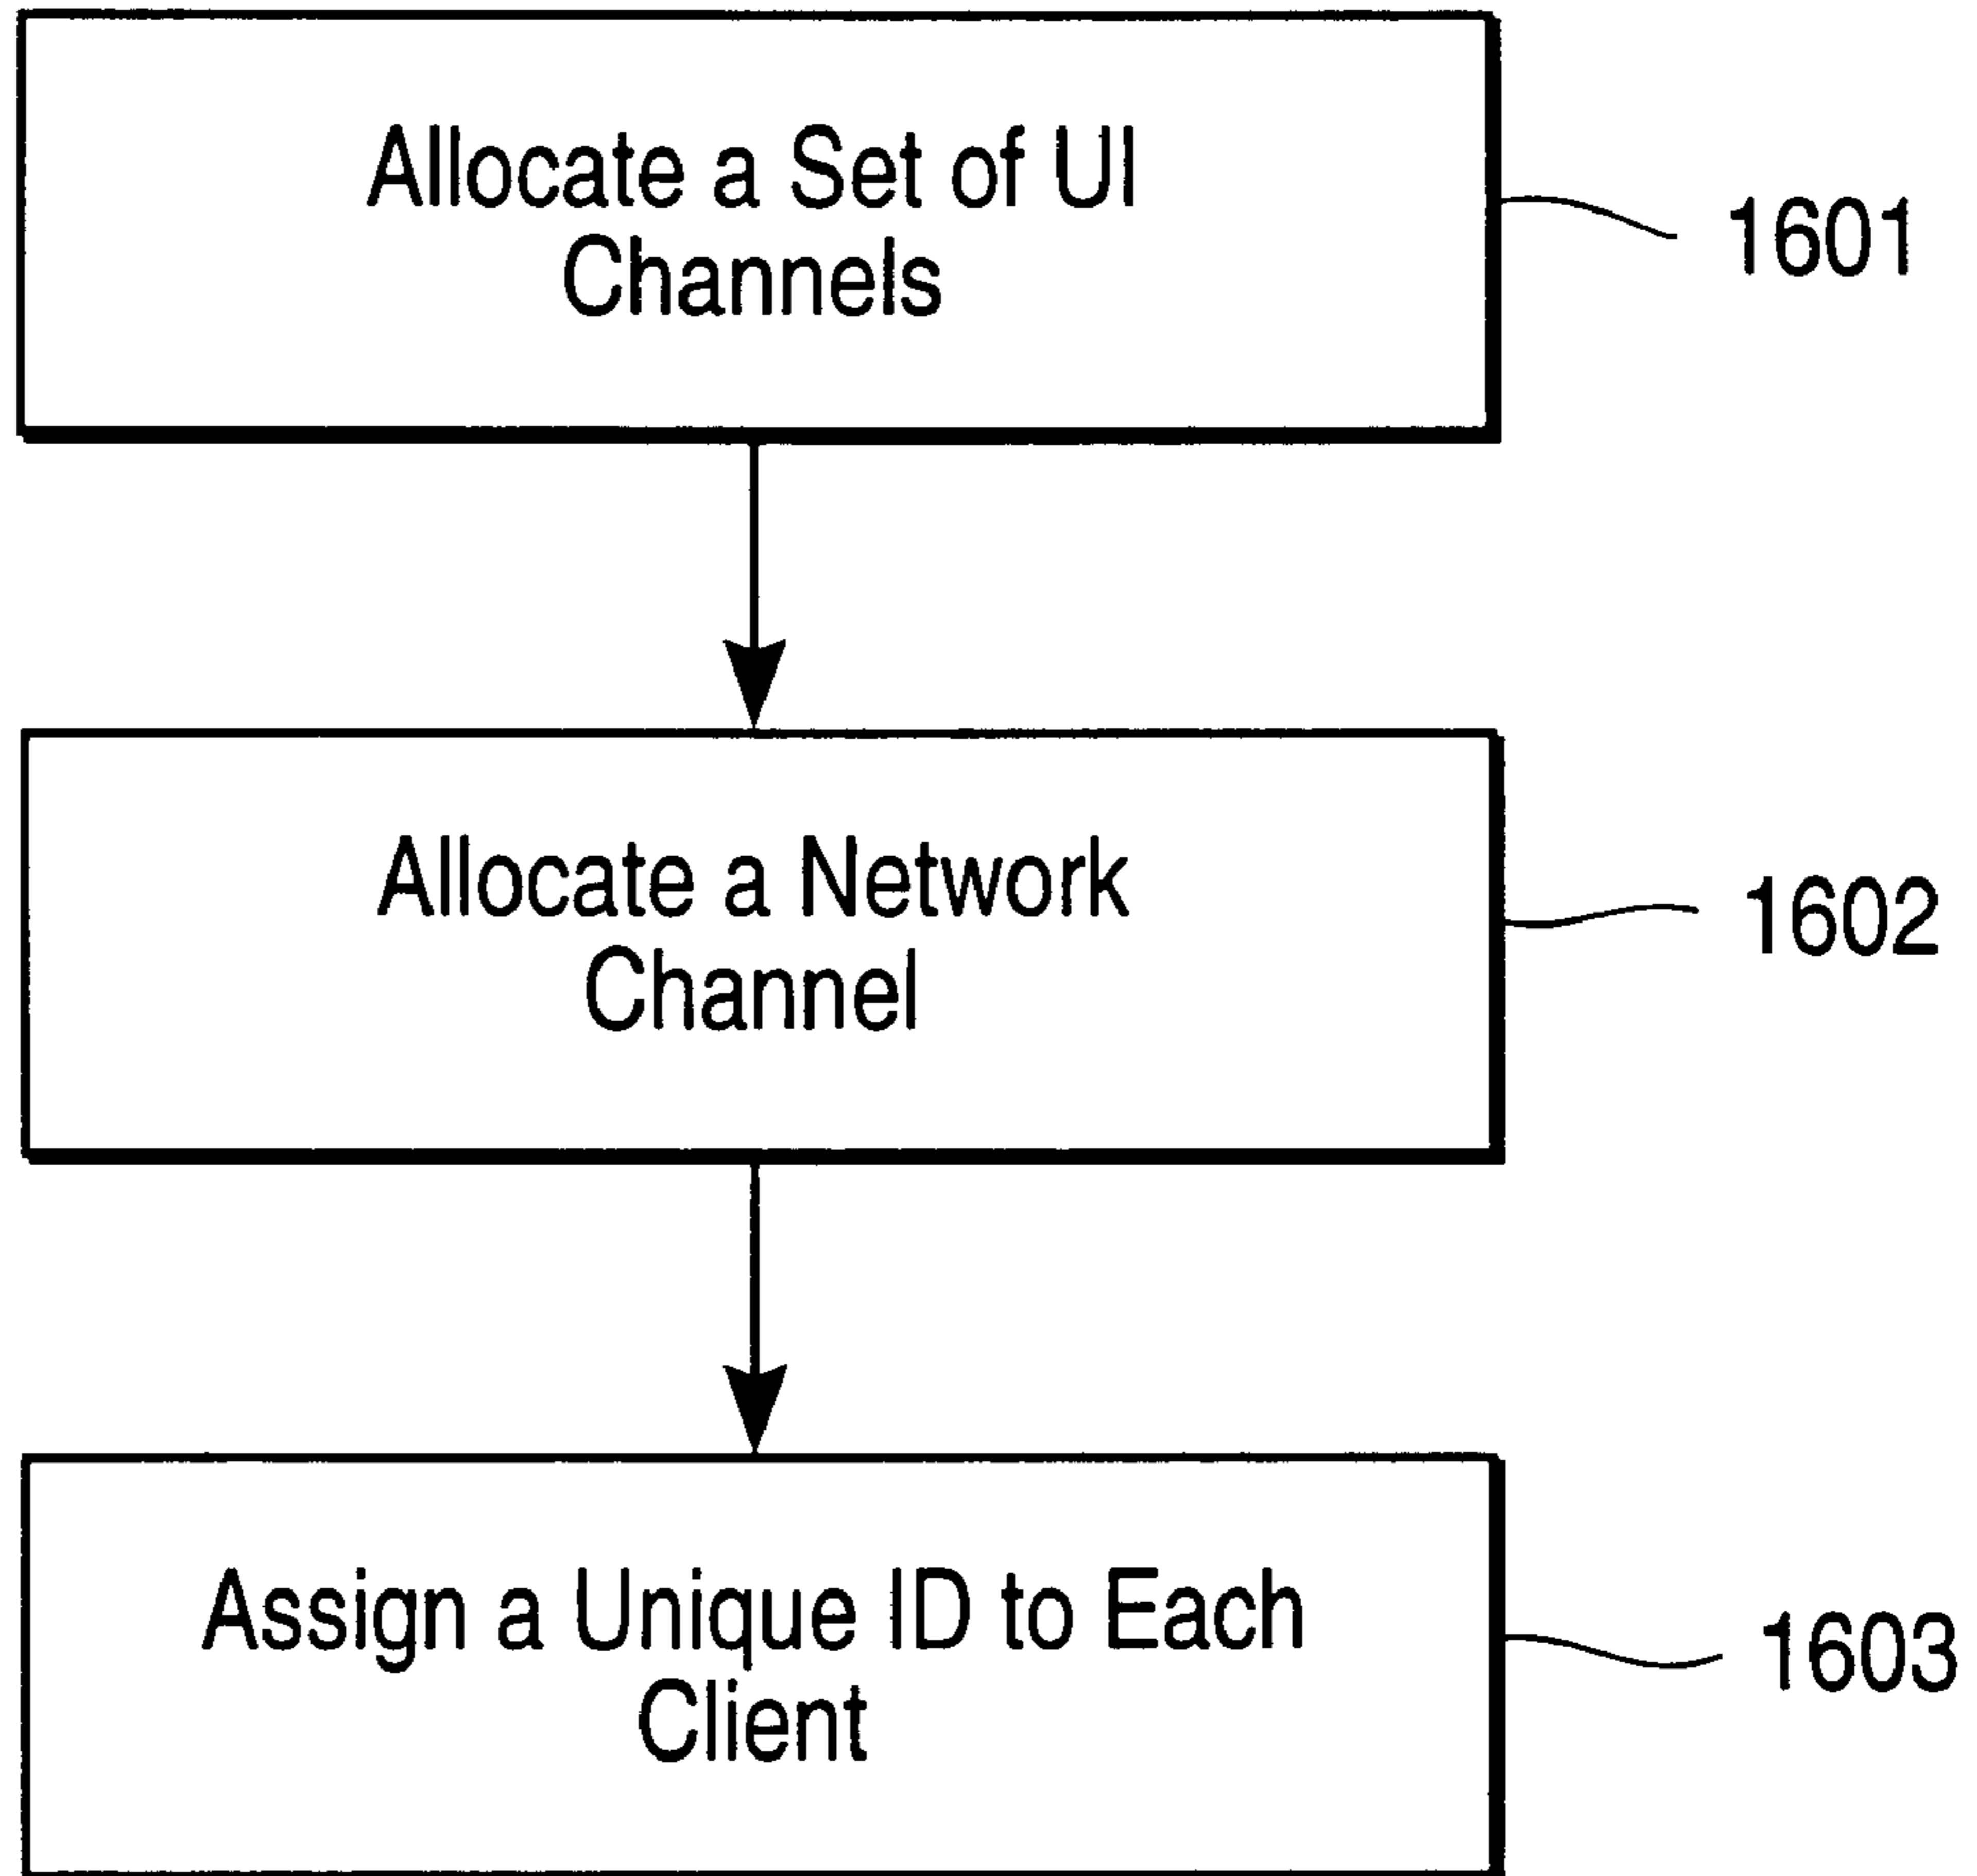 Allocate a Set of UI
Channels
1601
Allocate a Network
Channel
1602
Assign a Unique ID to Each
Client
1603